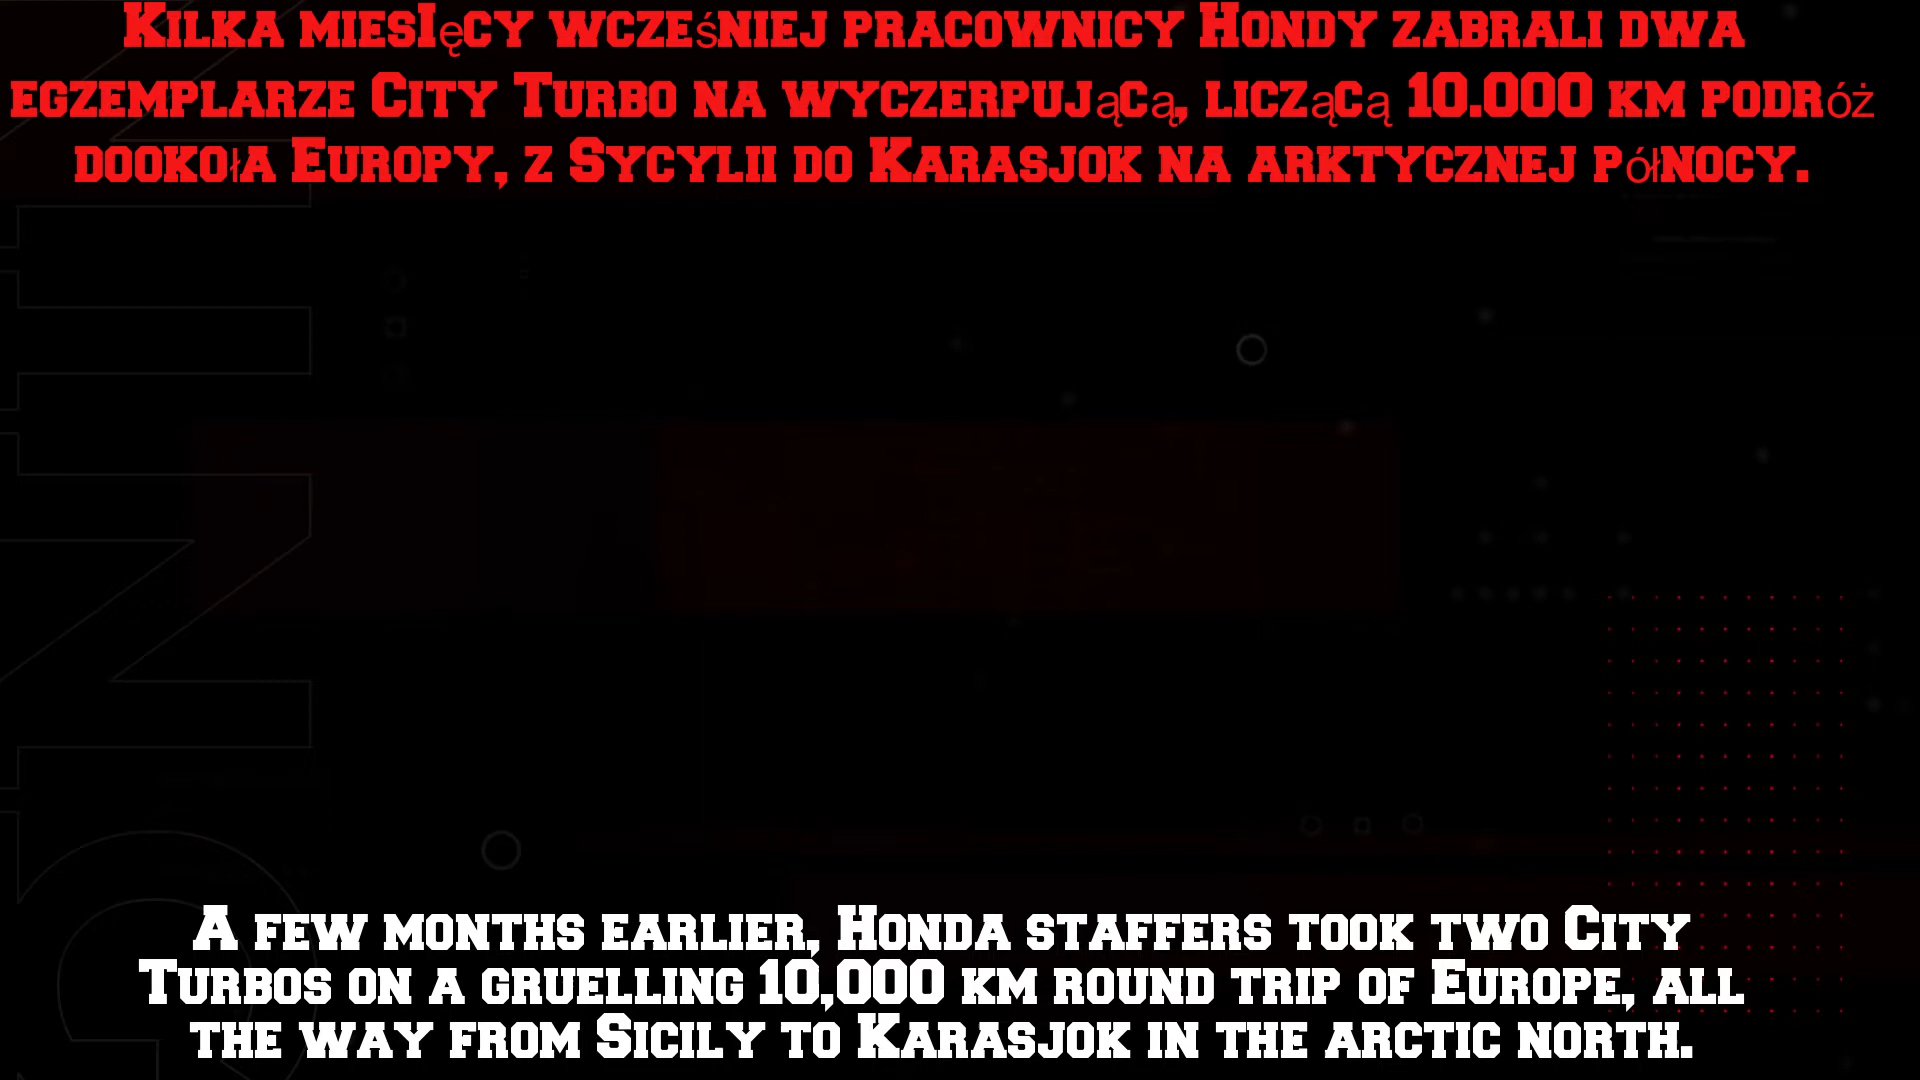 Kilka miesIęcy wcześniej pracownicy Hondy zabrali dwa
egzemplarze City Turbo na wyczerpującą, liczącą 10.000 km podróż
dookoła Europy, z Sycylii do Karasjok na arktycznej północy.
A few months earlier, Honda staffers took two City
Turbos on a gruelling 10,000 km round trip of Europe, all
the way from Sicily to Karasjok in the arctic north.